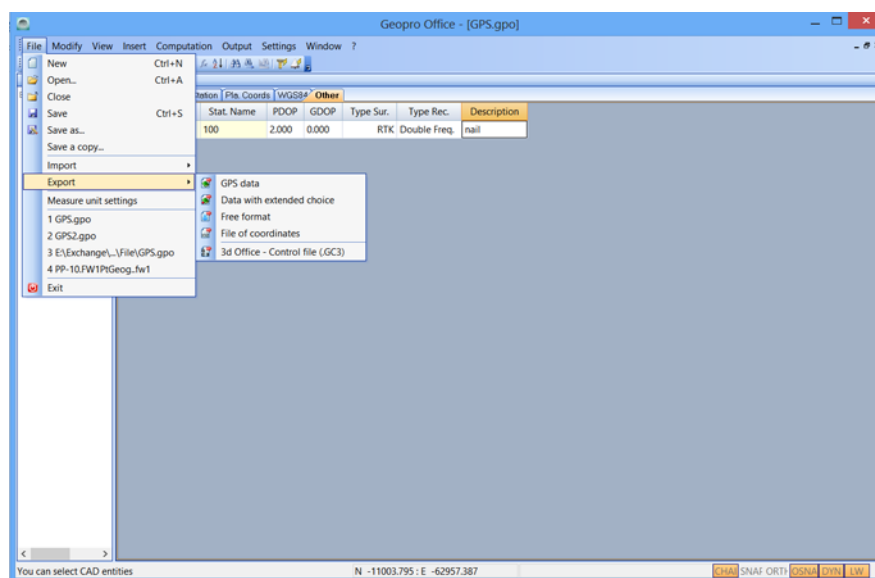 Geopro Office - [GPS.gpo]
File Modify View Insert Computation Output Settings Window ?
New Ctrl+N
Open... Ctrl+A
Close
Save Ctrl+S
Save as...
Save a copy...
Import
Export
Measure unit settings
1 GPS.gpo
2 GPS2.gpo
3 E:\Exchange\...\File\GPS.gpo
4 PP-10.FW1PtGeog..fw1
Exit
Pla. Coords WGS84 Other
Stat. Name PDOP GDOP Type Sur. Type Rec. Description
100 2.000 0.000 RTK Double Freq. nail
GPS data
Data with extended choice
Free format
File of coordinates
3d Office - Control file (.GC3)
You can select CAD entities N -11003.795 : E -62957.387 CHAI SNAF ORTH OSNA DYN LW